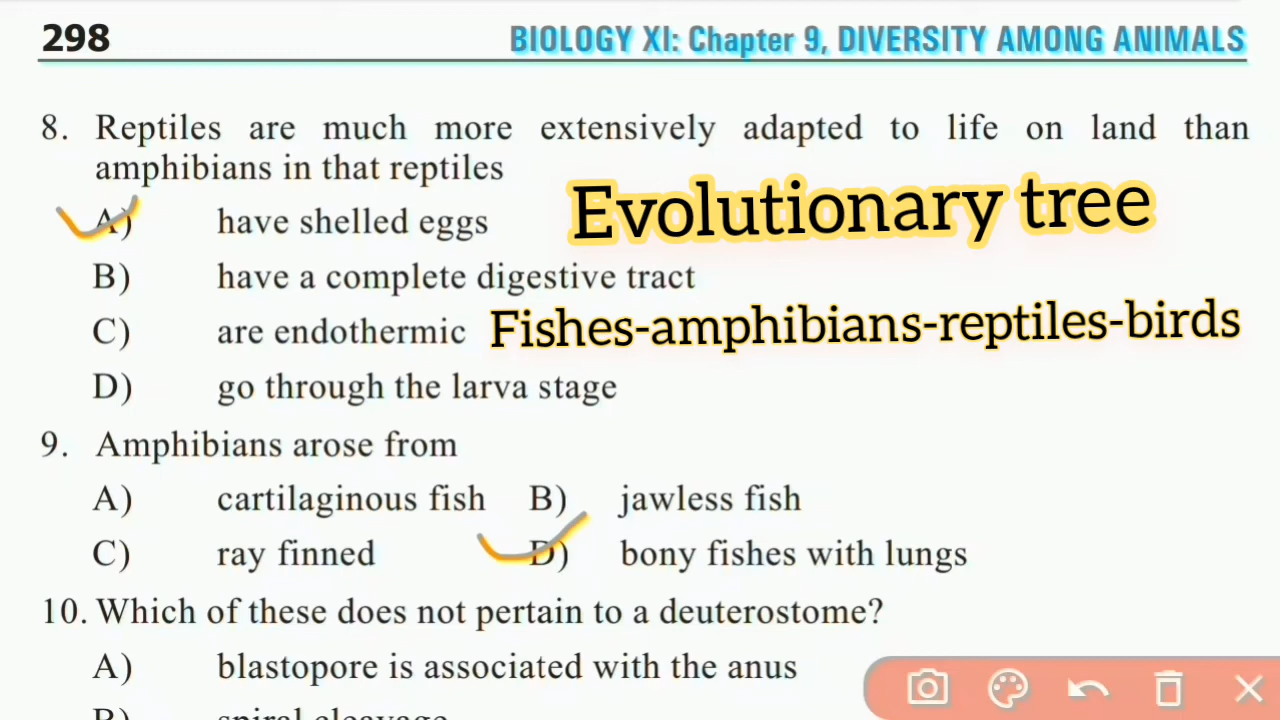 298 BIOLOGY XI: Chapter 9, DIVERSITY AMONG ANIMALS
8. Reptiles are much more extensively adapted to life on land than
amphibians in that reptiles
A) have shelled eggs
Evolutionary tree
B) have a complete digestive tract
C) are endothermic
Fishes-amphibians-reptiles-birds
D) go through the larva stage
9. Amphibians arose from
A) cartilaginous fish B) jawless fish
C) ray finned D) bony fishes with lungs
10. Which of these does not pertain to a deuterostome?
A) blastopore is associated with the anus
B) spiral cleavage